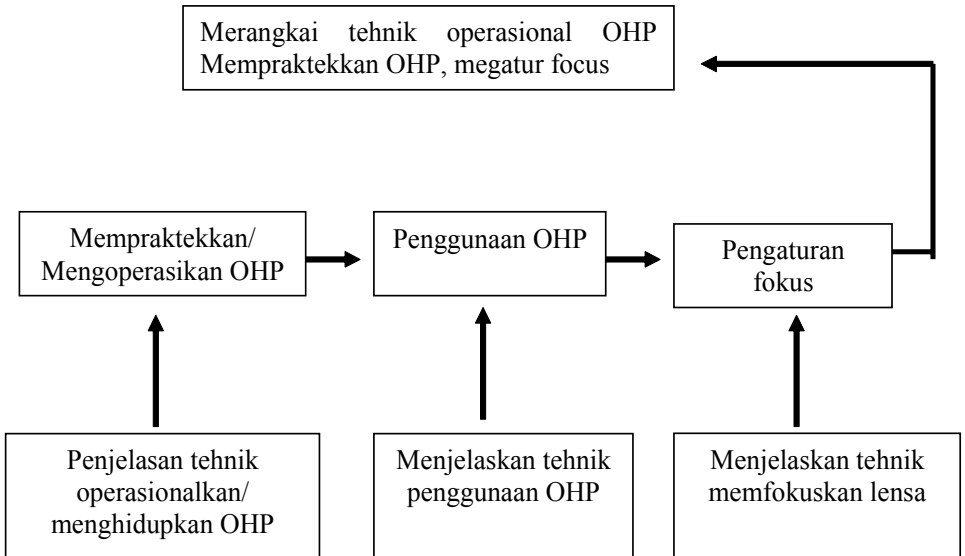 Merangkai tehnik operasional OHP
Mempraktekkan OHP, megatur focus
Mempraktekkan/
Mengoperasikan OHP
Penggunaan OHP
Pengaturan
fokus
Penjelasan tehnik
operasionalkan/
menghidupkan OHP
Menjelaskan tehnik
penggunaan OHP
Menjelaskan tehnik
memfokuskan lensa